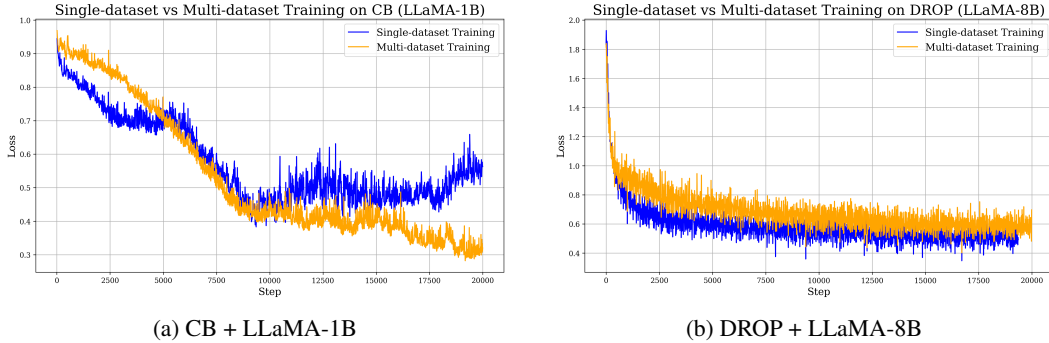 Single-dataset vs Multi-dataset Training on CB (LLaMA-1B)
1.0
0.9
0.8
0.7
0.6
0.5
0.4
0.3
Loss
0
2500
5000
7500
10000
12500
15000
17500
20000
Step
Single-dataset Training
Multi-dataset Training
(a) CB + LLaMA-1B
Single-dataset vs Multi-dataset Training on DROP (LLaMA-8B)
2.0
1.8
1.6
1.4
1.2
1.0
0.8
0.6
0.4
Loss
0
2500
5000
7500
10000
12500
15000
17500
20000
Step
Single-dataset Training
Multi-dataset Training
(b) DROP + LLaMA-8B